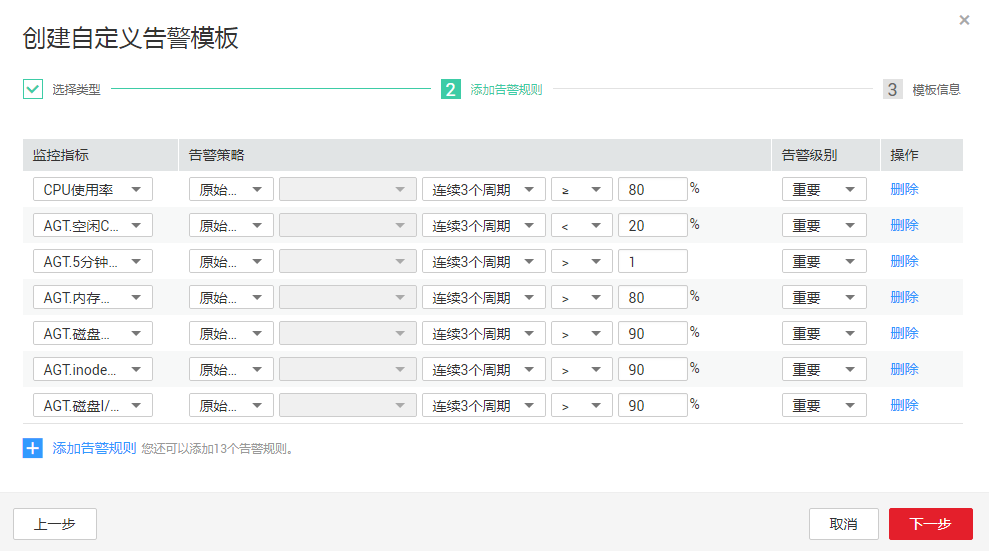 创建自定义告警模板
×
选择类型 2 添加告警规则 3 模板信息
监控指标 告警策略 告警级别 操作
CPU使用率 原始... 连续3个周期 ≥ 80 % 重要 删除
AGT.空闲C... 原始... 连续3个周期 < 20 % 重要 删除
AGT.5分钟... 原始... 连续3个周期 > 1 重要 删除
AGT.内存... 原始... 连续3个周期 > 80 % 重要 删除
AGT.磁盘... 原始... 连续3个周期 > 90 % 重要 删除
AGT.inode... 原始... 连续3个周期 > 90 % 重要 删除
AGT.磁盘I/... 原始... 连续3个周期 > 90 % 重要 删除
+ 添加告警规则 您还可以添加13个告警规则。
上一步 取消 下一步